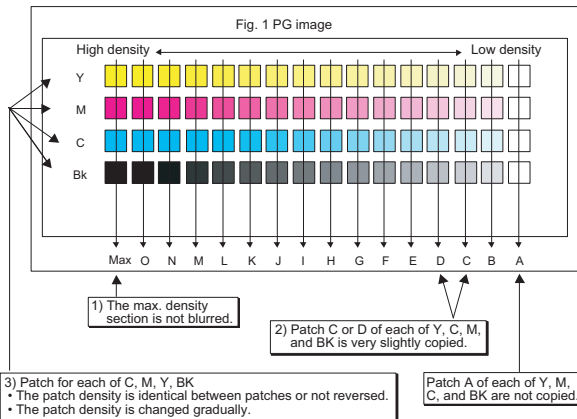 Fig. 1 PG image
High density Low density
Y
M
C
Bk
Max O N M L K J I H G F E D C B A
1) The max. density
section is not blurred.
2) Patch C or D of each of Y, C, M,
and BK is very slightly copied.
3) Patch for each of C, M, Y, BK
• The patch density is identical between patches or not reversed.
• The patch density is changed gradually.
Patch A of each of Y, M,
C, and BK are not copied.